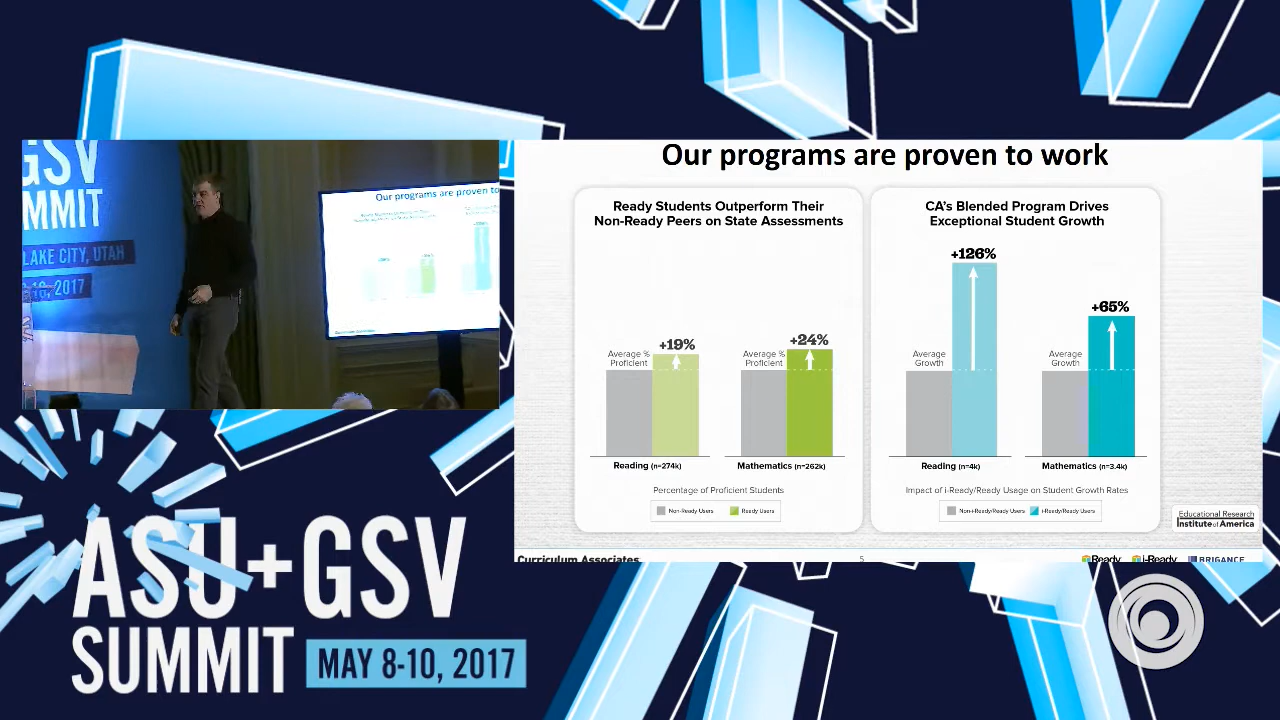 GSV
MMIT
LAKE CITY, UTAH
-10, 2017
Our programs are proven to
Our programs are proven to work
Ready Students Outperform Their
Non-Ready Peers on State Assessments
Average %
Proficient
+19%
Average %
Proficient
+24%
Reading (n=274k)
Mathematics (n=262k)
Percentage of Proficient Students
Non-Ready Users
Ready Users
CA's Blended Program Drives
Exceptional Student Growth
+126%
Average
Growth
+65%
Average
Growth
Reading (n=4k)
Mathematics (n=3.4k)
Impact of i-Ready/Ready Usage on Student Growth Rates
Non-i-Ready/Ready Users
i-Ready/Ready Users
Educational Research
Institute of America
Curriculum Associates
5
Ready
i-Ready
BRIGANCE
ASU+GSV
SUMMIT
MAY 8-10, 2017